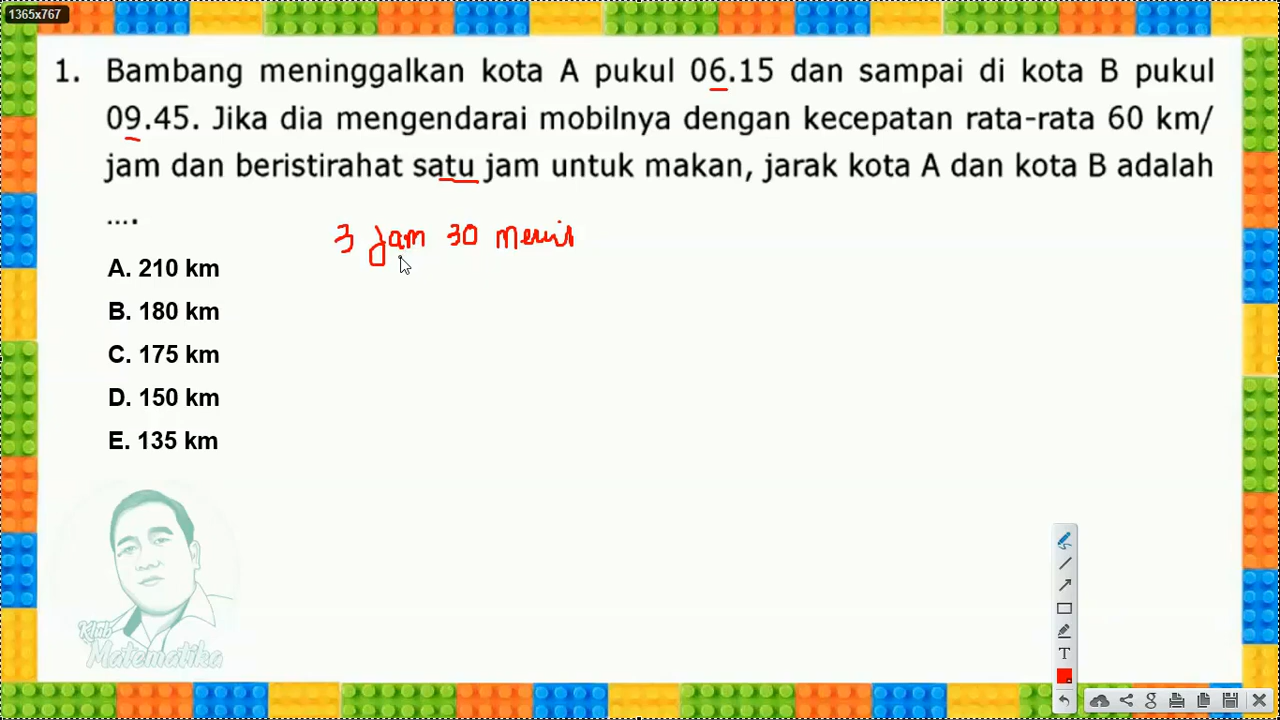 1365x767
1. Bambang meninggalkan kota A pukul 06.15 dan sampai di kota B pukul
09.45. Jika dia mengendarai mobilnya dengan kecepatan rata-rata 60 km/
jam dan beristirahat satu jam untuk makan, jarak kota A dan kota B adalah
....
3 jam 30 menit
A. 210 km
B. 180 km
C. 175 km
D. 150 km
E. 135 km
Klub
Matematika
T
g